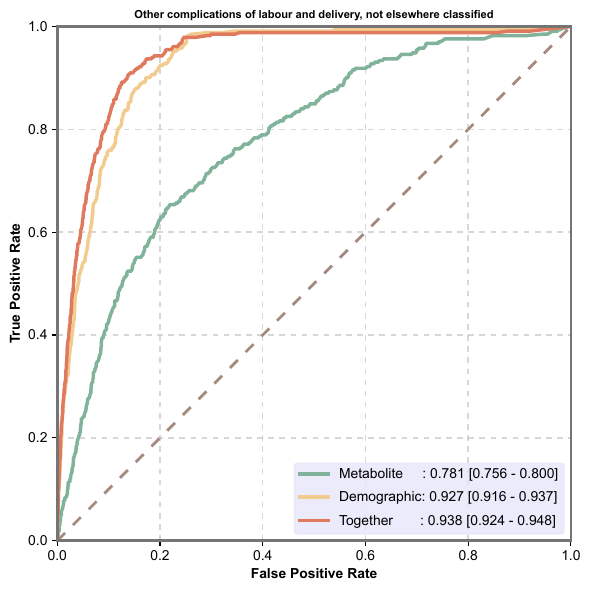 Other complications of labour and delivery, not elsewhere classified
1.0
0.8
0.6
0.4
0.2
0.0
True Positive Rate
Metabolite : 0.781 [0.756 - 0.800]
Demographic: 0.927 [0.916 - 0.937]
Together : 0.938 [0.924 - 0.948]
0.0 0.2 0.4 0.6 0.8 1.0
False Positive Rate